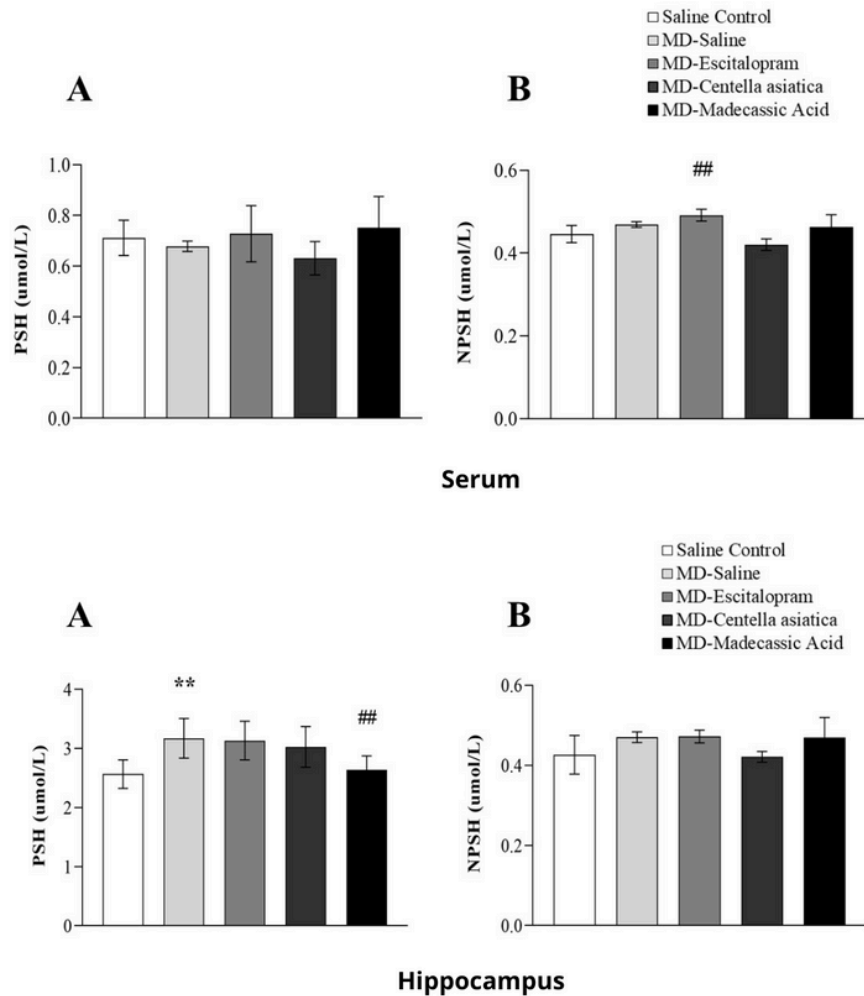 Saline Control
MD-Saline
MD-Escitalopram
MD-Centella asiatica
MD-Madecassic Acid
A
B
PSH (umol/L)
1.0
0.8
0.6
0.4
0.2
0.0
NPSH (umol/L)
0.6
0.4
0.2
0.0
##
Serum
Saline Control
MD-Saline
MD-Escitalopram
MD-Centella asiatica
MD-Madecassic Acid
A
B
PSH (umol/L)
4
3
2
1
0
**
##
NPSH (umol/L)
0.6
0.4
0.2
0.0
Hippocampus